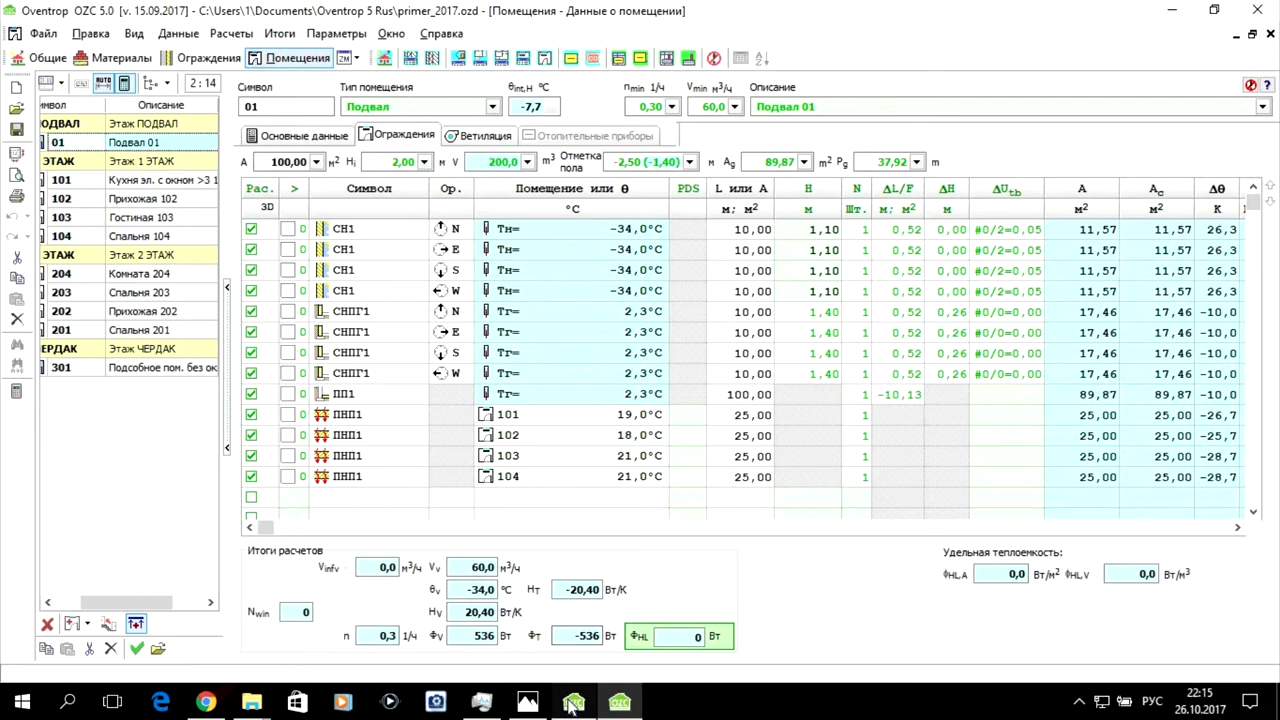 Oventrop OZC 5.0 [v. 15.09.2017] - C:\Users\1\Documents\Oventrop 5 Rus\primer_2017.ozd - [Помещения - Данные о помещении]
Файл Правка Вид Данные Расчеты Итоги Параметры Окно Справка
Общие Материалы Ограждения Помещения
AUTO 2 : 14
Символ Тип помещения θint,H °C nmin 1/ч Vmin м³/ч Описание
01 Подвал -7,7 0,30 60,0 Подвал 01
имвол Описание
ОДВАЛ Этаж ПОДВАЛ
01 Подвал 01
ЭТАЖ Этаж 1 ЭТАЖ
101 Кухня эл. с окном >3 1
102 Прихожая 102
103 Гостиная 103
104 Спальня 104
ЭТАЖ Этаж 2 ЭТАЖ
204 Комната 204
203 Спальня 203
202 Прихожая 202
201 Спальня 201
ЕРДАК Этаж ЧЕРДАК
301 Подсобное пом. без ок
Основные данные Ограждения Ветиляция Отопительные приборы
A 100,00 м² Hi 2,00 м V 200,0 м³ Отметка пола -2,50 (-1,40) м Ag 89,87 м² Pg 37,92 m
Рас. > Символ Ор. Помещение или θ PDS L или A H N ΔL/F ΔH ΔUtb A Ac Δθ
3D °C м; м² м Шт. м; м² м м² м² K
0 СН1 N Тн= -34,0°C 10,00 1,10 1 0,52 0,00 #0/2=0,05 11,57 11,57 26,3
0 СН1 E Тн= -34,0°C 10,00 1,10 1 0,52 0,00 #0/2=0,05 11,57 11,57 26,3
0 СН1 S Тн= -34,0°C 10,00 1,10 1 0,52 0,00 #0/2=0,05 11,57 11,57 26,3
0 СН1 W Тн= -34,0°C 10,00 1,10 1 0,52 0,00 #0/2=0,05 11,57 11,57 26,3
0 СНПГ1 N Тг= 2,3°C 10,00 1,40 1 0,52 0,26 #0/0=0,00 17,46 17,46 -10,0
0 СНПГ1 E Тг= 2,3°C 10,00 1,40 1 0,52 0,26 #0/0=0,00 17,46 17,46 -10,0
0 СНПГ1 S Тг= 2,3°C 10,00 1,40 1 0,52 0,26 #0/0=0,00 17,46 17,46 -10,0
0 СНПГ1 W Тг= 2,3°C 10,00 1,40 1 0,52 0,26 #0/0=0,00 17,46 17,46 -10,0
0 ПП1 Тг= 2,3°C 100,00 1 -10,13 89,87 89,87 -10,0
0 ПНП1 101 19,0°C 25,00 1 25,00 25,00 -26,7
0 ПНП1 102 18,0°C 25,00 1 25,00 25,00 -25,7
0 ПНП1 103 21,0°C 25,00 1 25,00 25,00 -28,7
0 ПНП1 104 21,0°C 25,00 1 25,00 25,00 -28,7
Итоги расчетов
Vinfv 0,0 м³/ч Vv 60,0 м³/ч
θv -34,0 °C HT -20,40 Вт/K
Nwin 0 HV 20,40 Вт/K
n 0,3 1/ч ΦV 536 Вт ΦT -536 Вт ΦHL 0 Вт
Удельная теплоемкость:
ΦHL,A 0,0 Вт/м² ΦHL,V 0,0 Вт/м³
РУС
22:15
26.10.2017